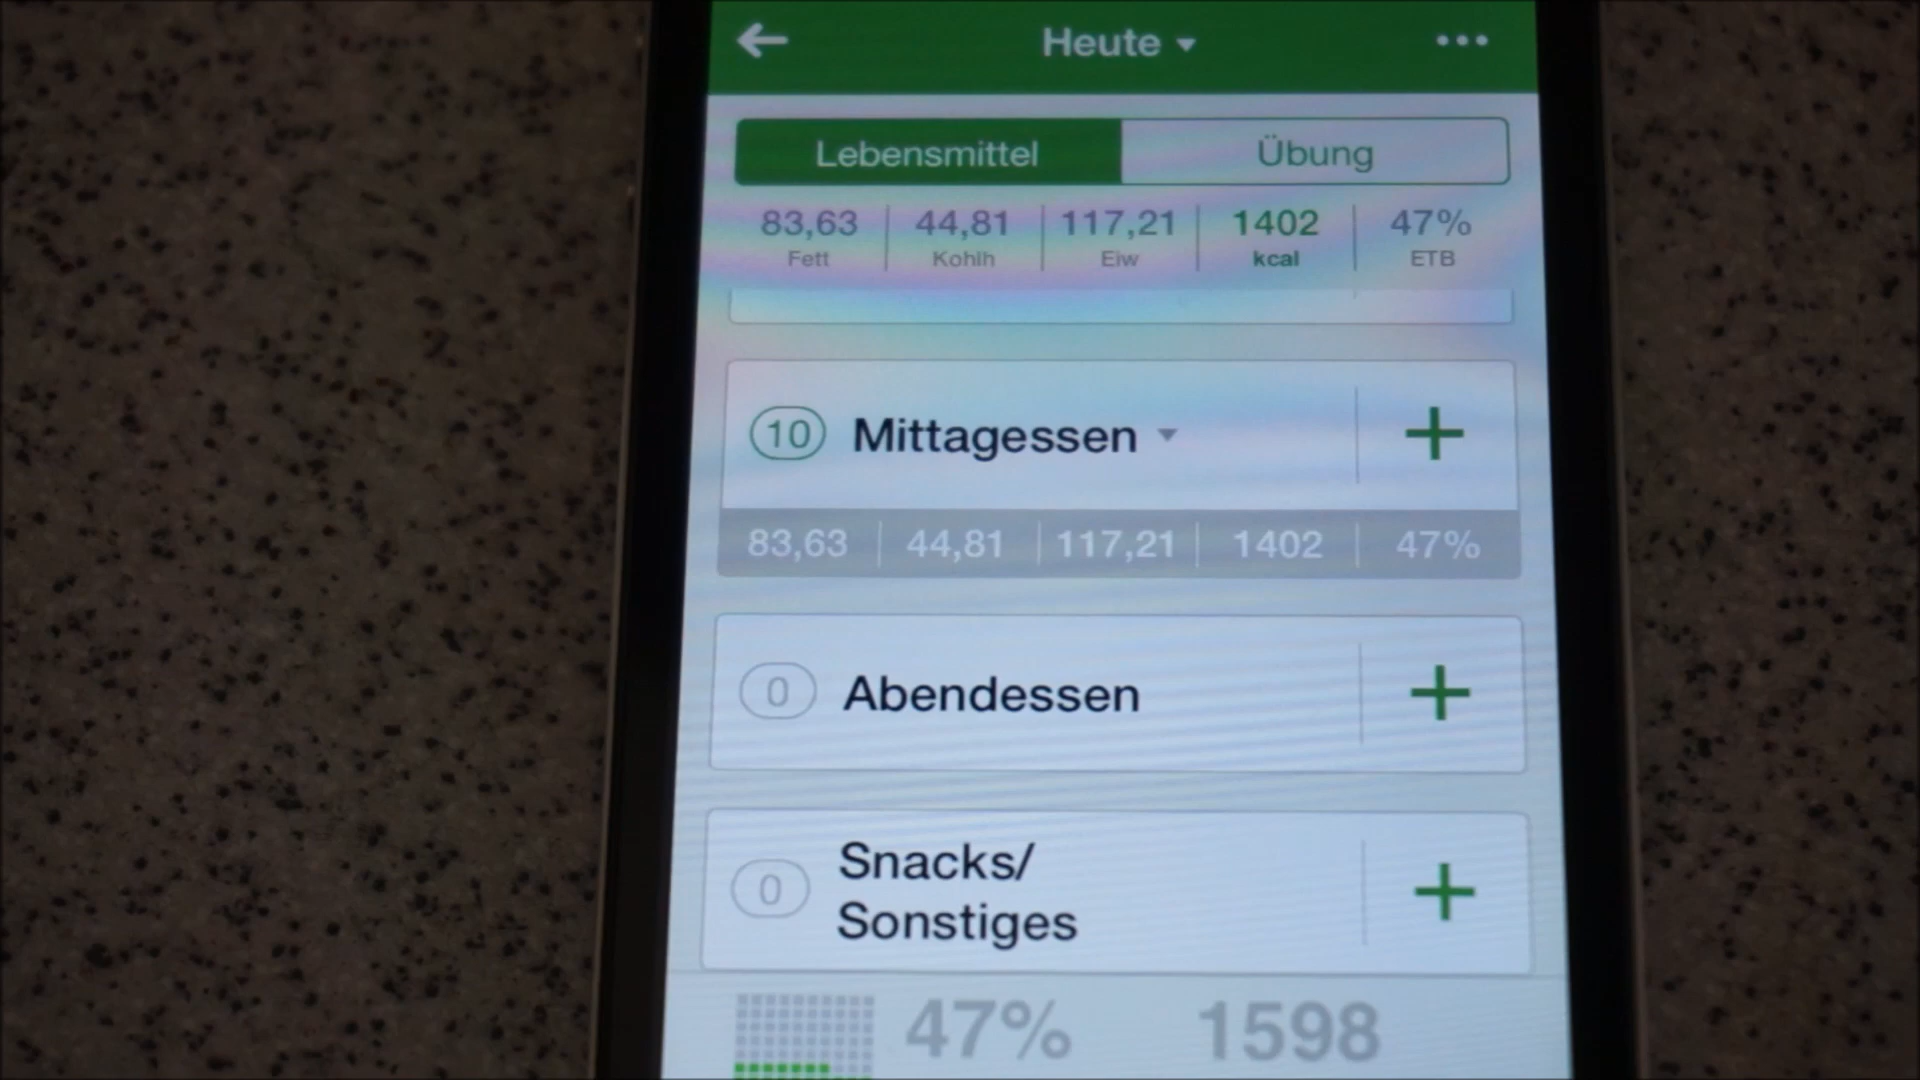 Heute
Lebensmittel Übung
83,63 44,81 117,21 1402 47%
Fett Kohlh Eiw kcal ETB
10 Mittagessen +
83,63 44,81 117,21 1402 47%
0 Abendessen +
0 Snacks/
Sonstiges +
47% 1598